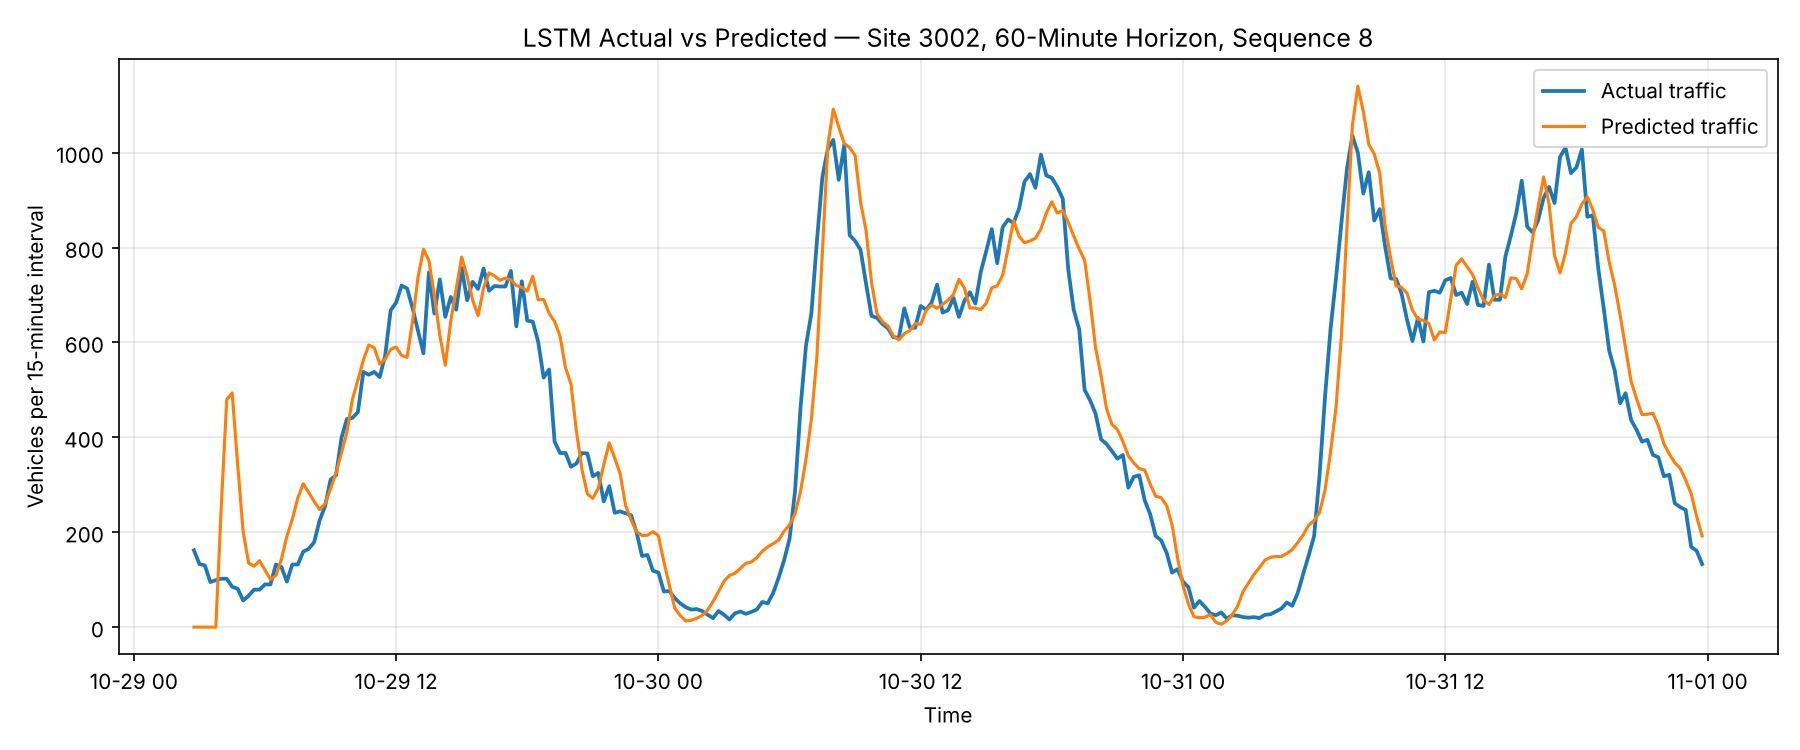 LSTM Actual vs Predicted — Site 3002, 60-Minute Horizon, Sequence 8
Actual traffic
Predicted traffic
Vehicles per 15-minute interval
1000
800
600
400
200
0
10-29 00
10-29 12
10-30 00
10-30 12
10-31 00
10-31 12
11-01 00
Time